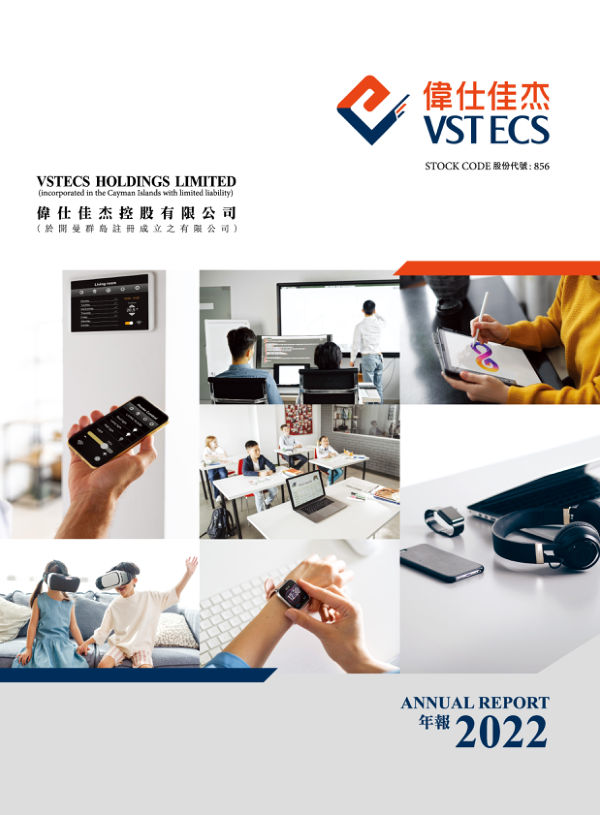 偉仕佳杰
VSTECS
STOCK CODE 股份代號: 856
VSTECS HOLDINGS LIMITED
(incorporated in the Cayman Islands with limited liability)
偉仕佳杰控股有限公司
(於開曼群島註冊成立之有限公司)
Living room
ANNUAL REPORT
年報 2022